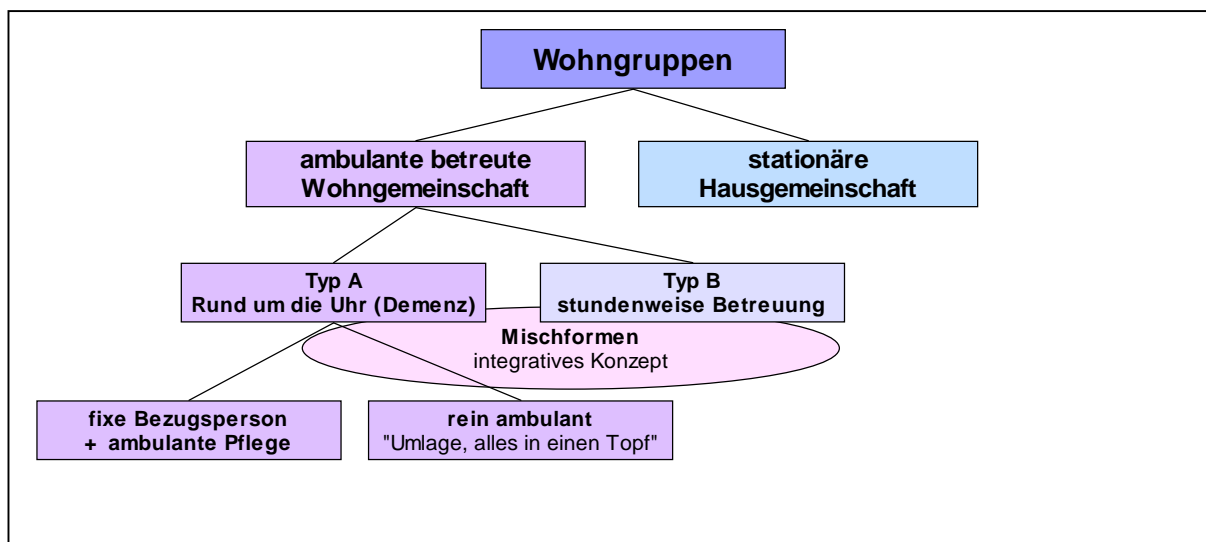 Wohngruppen
ambulante betreute
Wohngemeinschaft
stationäre
Hausgemeinschaft
Typ A
Rund um die Uhr (Demenz)
Typ B
stundenweise Betreuung
Mischformen
integratives Konzept
fixe Bezugsperson
+ ambulante Pflege
rein ambulant
"Umlage, alles in einen Topf"